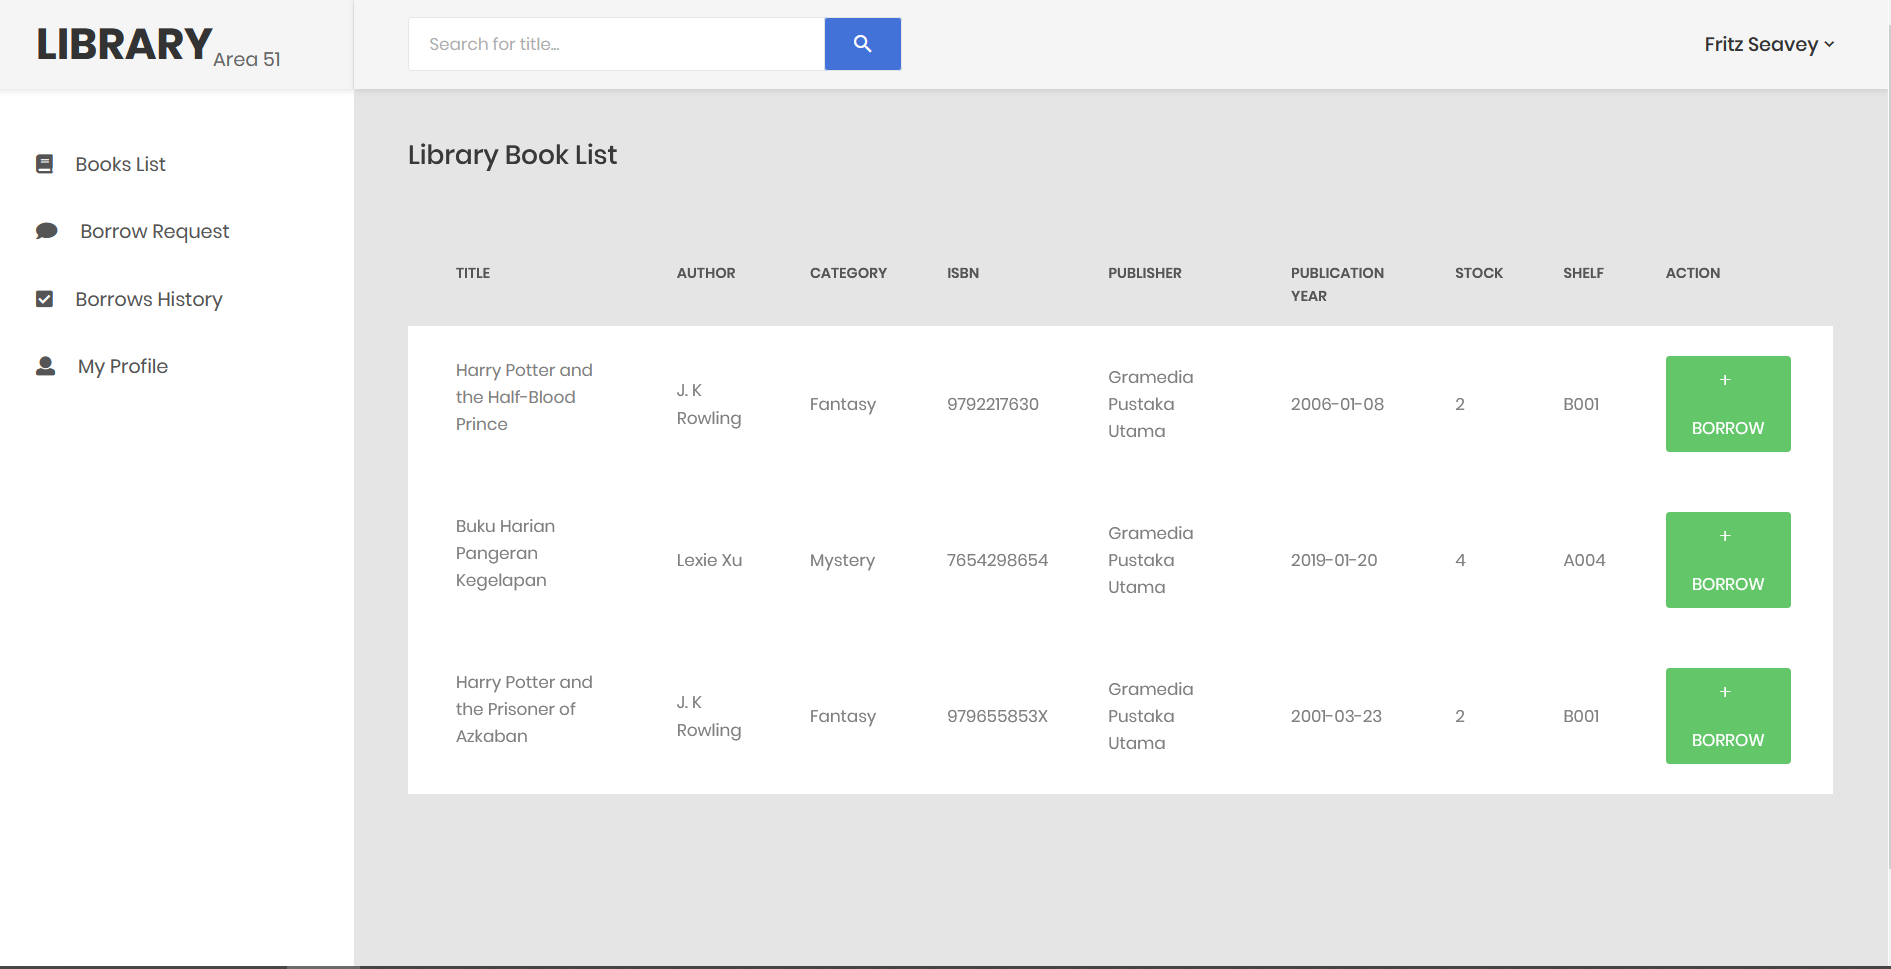 LIBRARY Area 51
Search for title...
Fritz Seavey
Books List
Borrow Request
Borrows History
My Profile
Library Book List
TITLE AUTHOR CATEGORY ISBN PUBLISHER PUBLICATION YEAR STOCK SHELF ACTION
Harry Potter and
the Half-Blood
Prince
J. K
Rowling
Fantasy
9792217630
Gramedia
Pustaka
Utama
2006-01-08
2
B001
+
BORROW
Buku Harian
Pangeran
Kegelapan
Lexie Xu
Mystery
7654298654
Gramedia
Pustaka
Utama
2019-01-20
4
A004
+
BORROW
Harry Potter and
the Prisoner of
Azkaban
J. K
Rowling
Fantasy
979655853X
Gramedia
Pustaka
Utama
2001-03-23
2
B001
+
BORROW